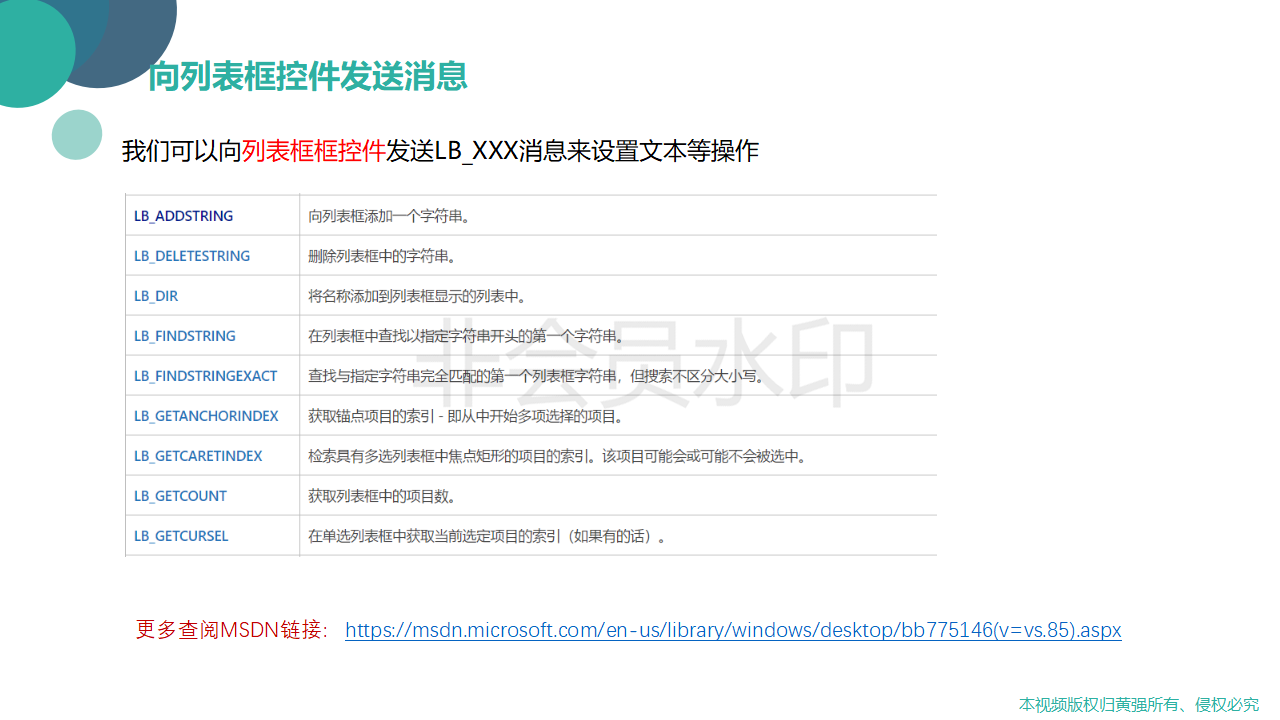 向列表框控件发送消息
我们可以向列表框框控件发送LB_XXX消息来设置文本等操作
LB_ADDSTRING 向列表框添加一个字符串。
LB_DELETESTRING 删除列表框中的字符串。
LB_DIR 将名称添加到列表框显示的列表中。
LB_FINDSTRING 在列表框中查找以指定字符串开头的第一个字符串。
LB_FINDSTRINGEXACT 查找与指定字符串完全匹配的第一个列表框字符串，但搜索不区分大小写。
LB_GETANCHORINDEX 获取锚点项目的索引 - 即从中开始多项选择的项目。
LB_GETCARETINDEX 检索具有多选列表框中焦点矩形的项目的索引。该项目可能会或可能不会被选中。
LB_GETCOUNT 获取列表框中的项目数。
LB_GETCURSEL 在单选列表框中获取当前选定项目的索引（如果有的话）。
非会员水印
更多查阅MSDN链接： https://msdn.microsoft.com/en-us/library/windows/desktop/bb775146(v=vs.85).aspx
本视频版权归黄强所有、侵权必究